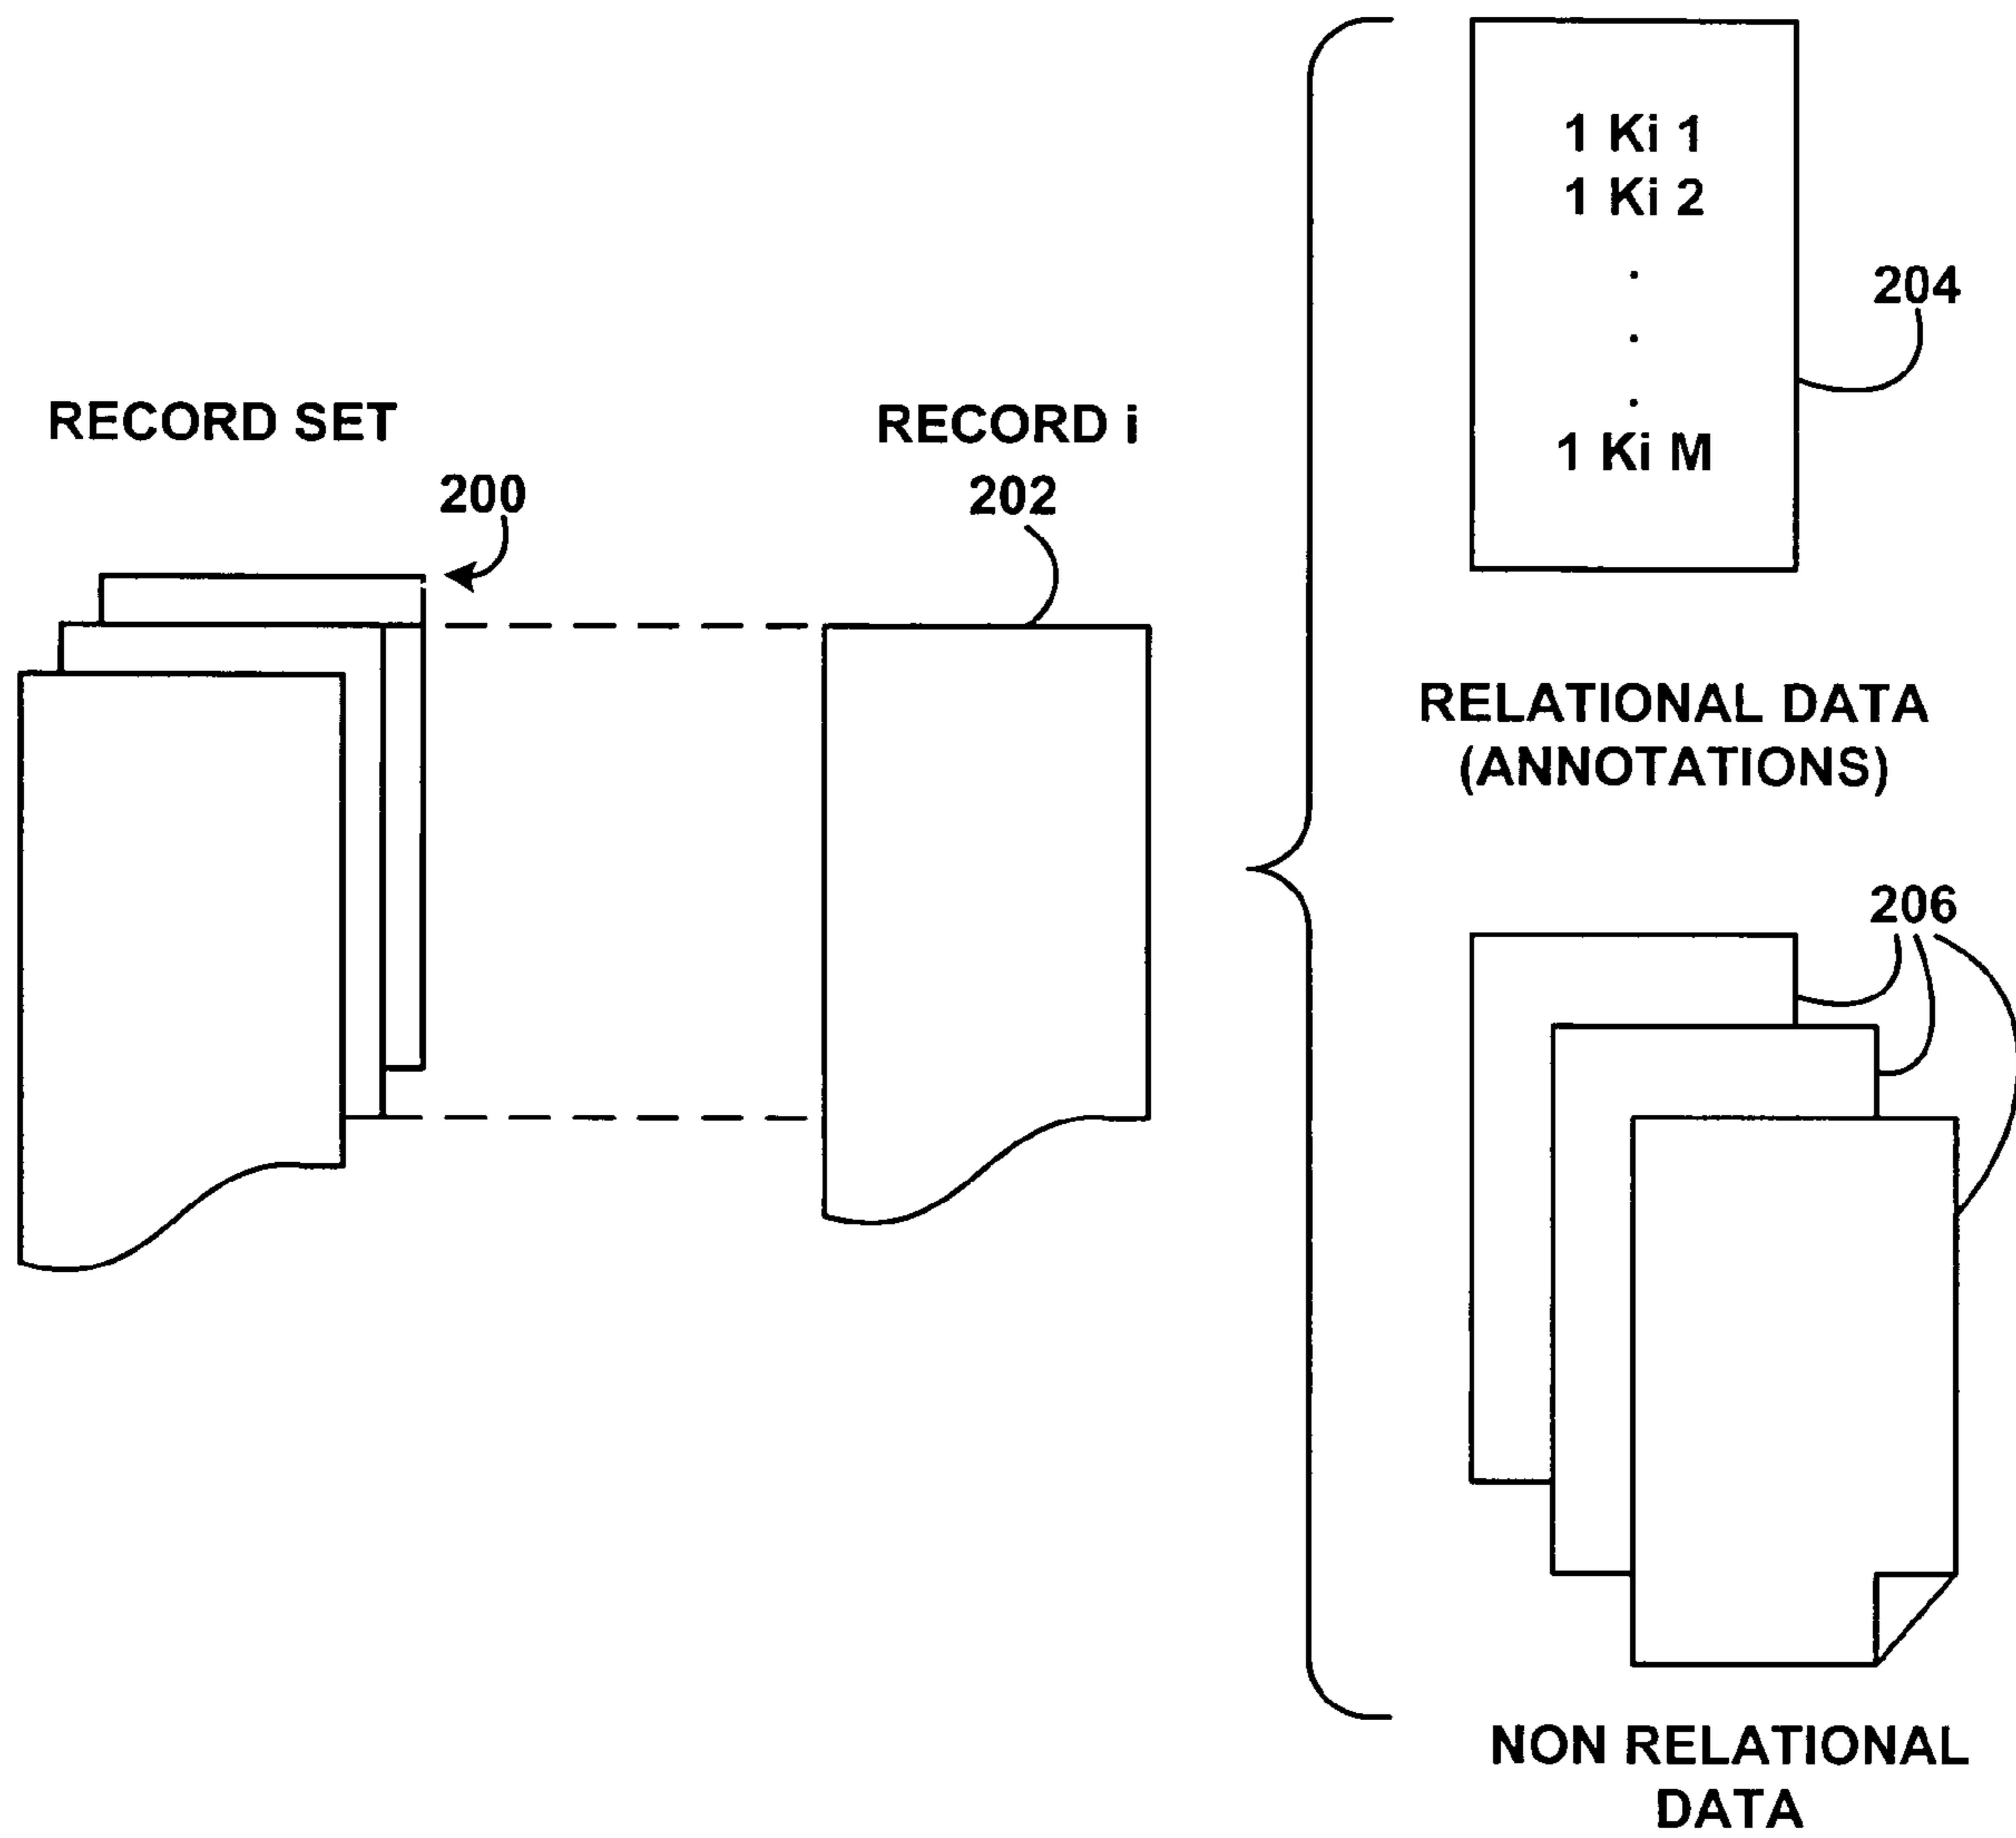 RECORD SET
200
RECORD i
202
1 Ki 1
1 Ki 2
.
.
.
1 Ki M
204
RELATIONAL DATA
(ANNOTATIONS)
206
NON RELATIONAL
DATA